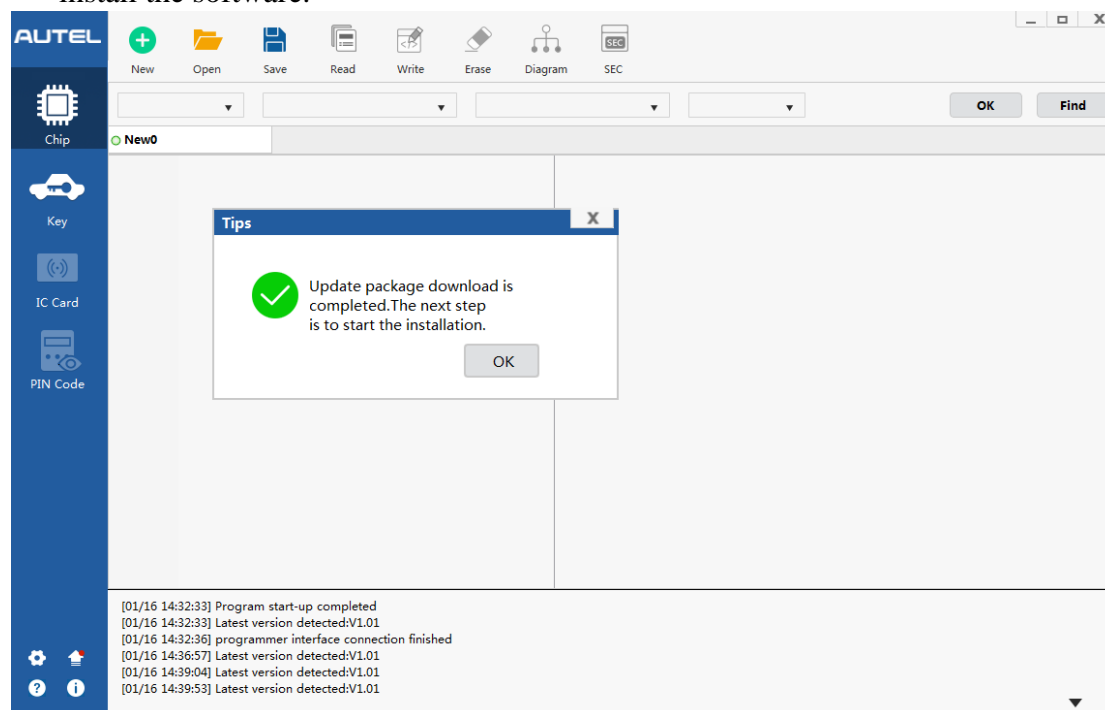 install the software.
AUTEL
New Open Save Read Write Erase Diagram SEC
SEC
OK Find
Chip
New0
Key
IC Card
PIN Code
Tips X
Update package download is
completed.The next step
is to start the installation.
OK
[01/16 14:32:33] Program start-up completed
[01/16 14:32:33] Latest version detected:V1.01
[01/16 14:32:36] programmer interface connection finished
[01/16 14:36:57] Latest version detected:V1.01
[01/16 14:39:04] Latest version detected:V1.01
[01/16 14:39:53] Latest version detected:V1.01